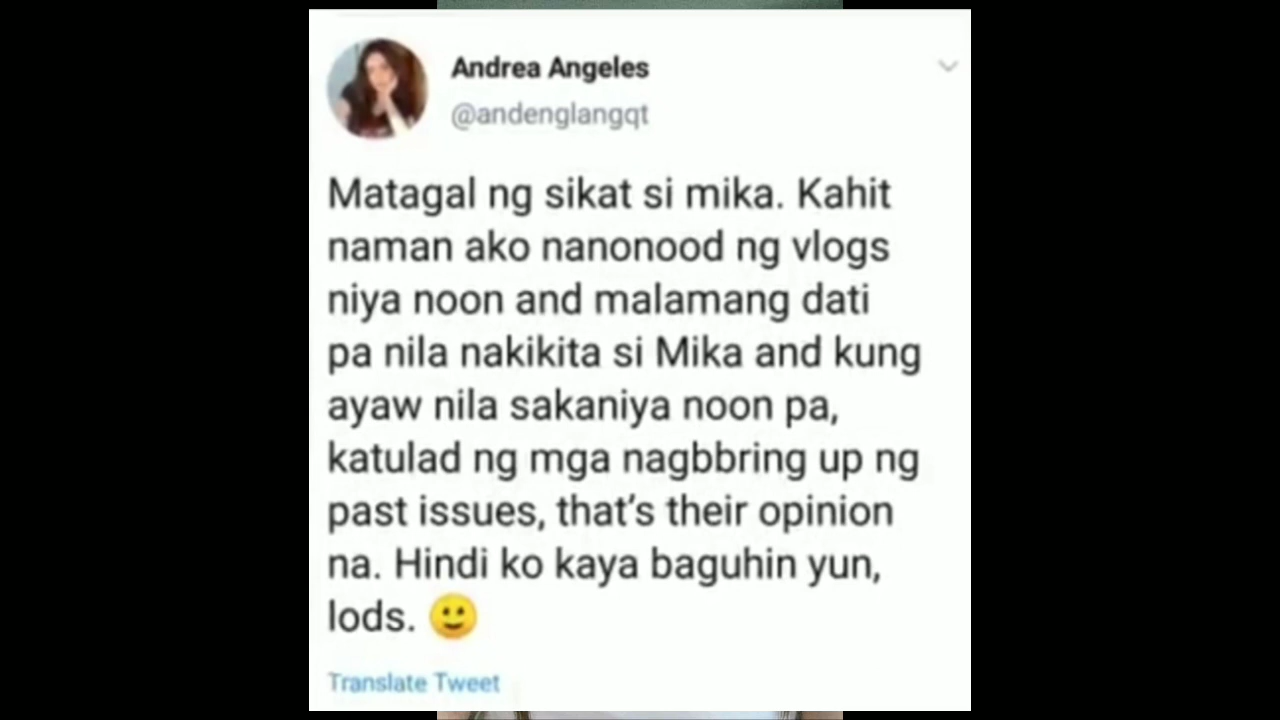 Andrea Angeles
@andenglangqt
Matagal ng sikat si mika. Kahit
naman ako nanonood ng vlogs
niya noon and malamang dati
pa nila nakikita si Mika and kung
ayaw nila sakaniya noon pa,
katulad ng mga nagbbring up ng
past issues, that's their opinion
na. Hindi ko kaya baguhin yun,
lods. 🙂
Translate Tweet